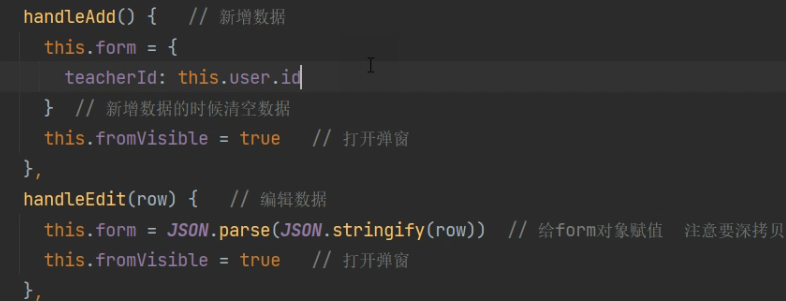 handleAdd() {   // 新增数据
  this.form = {
    teacherId: this.user.id
  }  // 新增数据的时候清空数据
  this.fromVisible = true   // 打开弹窗
},
handleEdit(row) {   // 编辑数据
  this.form = JSON.parse(JSON.stringify(row))  // 给form对象赋值  注意要深拷贝
  this.fromVisible = true   // 打开弹窗
},